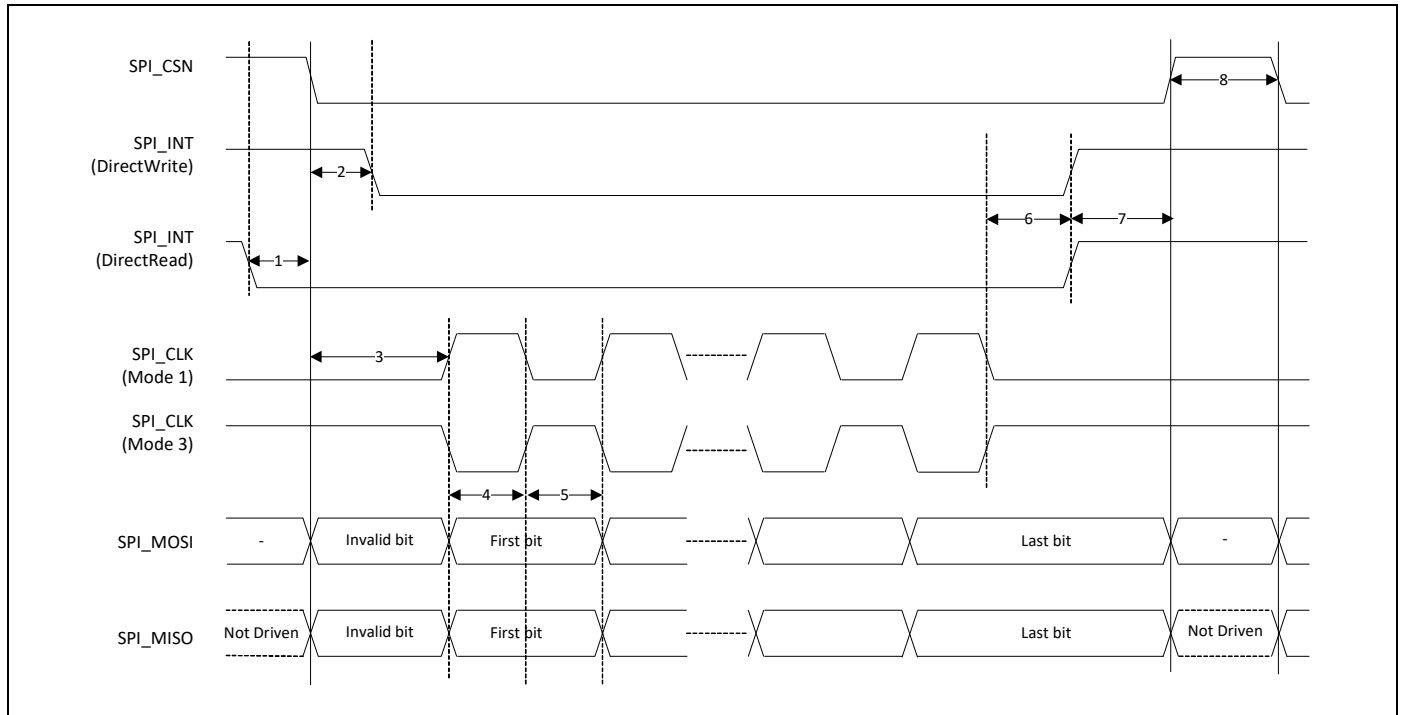 SPI_CSN
8
SPI_INT
(DirectWrite)
2
6
7
SPI_INT
(DirectRead)
1
SPI_CLK
(Mode 1)
3
SPI_CLK
(Mode 3)
4
5
SPI_MOSI
-
Invalid bit
First bit
Last bit
-
SPI_MISO
Not Driven
Invalid bit
First bit
Last bit
Not Driven